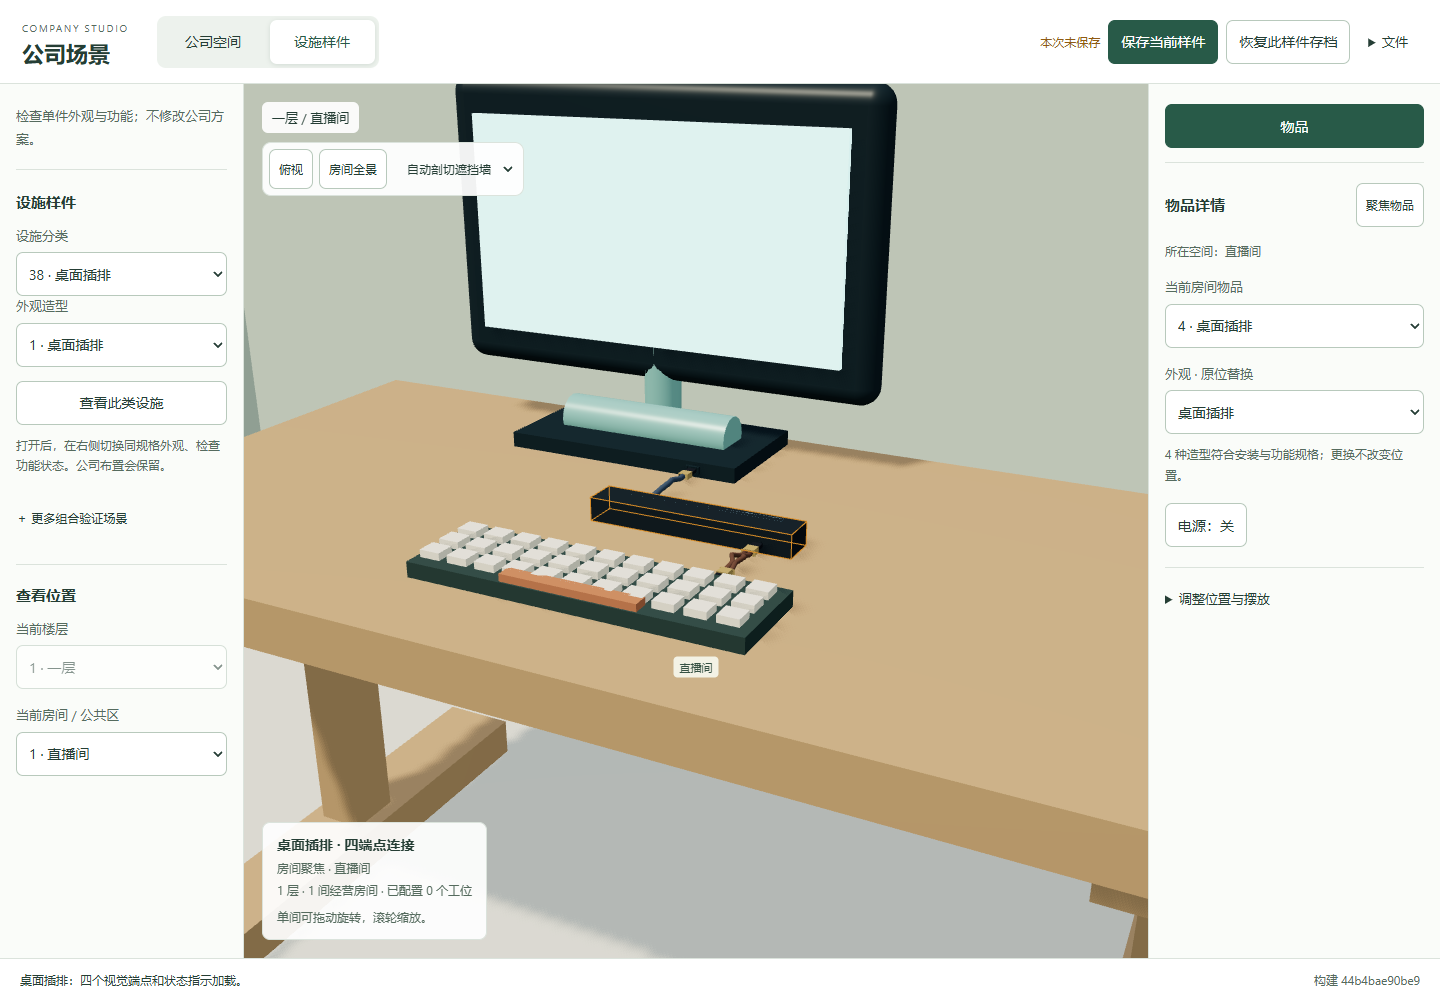 COMPANY STUDIO
公司场景
公司空间
设施样件
本次未保存
保存当前样件
恢复此样件存档
▶ 文件
检查单件外观与功能；不修改公司方
案。
设施样件
设施分类
38 · 桌面插排
外观造型
1 · 桌面插排
查看此类设施
打开后，在右侧切换同规格外观、检查
功能状态。公司布置会保留。
+ 更多组合验证场景
查看位置
当前楼层
1 · 一层
当前房间 / 公共区
1 · 直播间
一层 / 直播间
俯视
房间全景
自动剖切遮挡墙
直播间
桌面插排 · 四端点连接
房间聚焦 · 直播间
1 层 · 1 间经营房间 · 已配置 0 个工位
单间可拖动旋转，滚轮缩放。
物品
物品详情
聚焦物品
所在空间：直播间
当前房间物品
4 · 桌面插排
外观 · 原位替换
桌面插排
4 种造型符合安装与功能规格；更换不改变位
置。
电源：关
▶ 调整位置与摆放
桌面插排：四个视觉端点和状态指示加载。
构建 44b4bae90be9